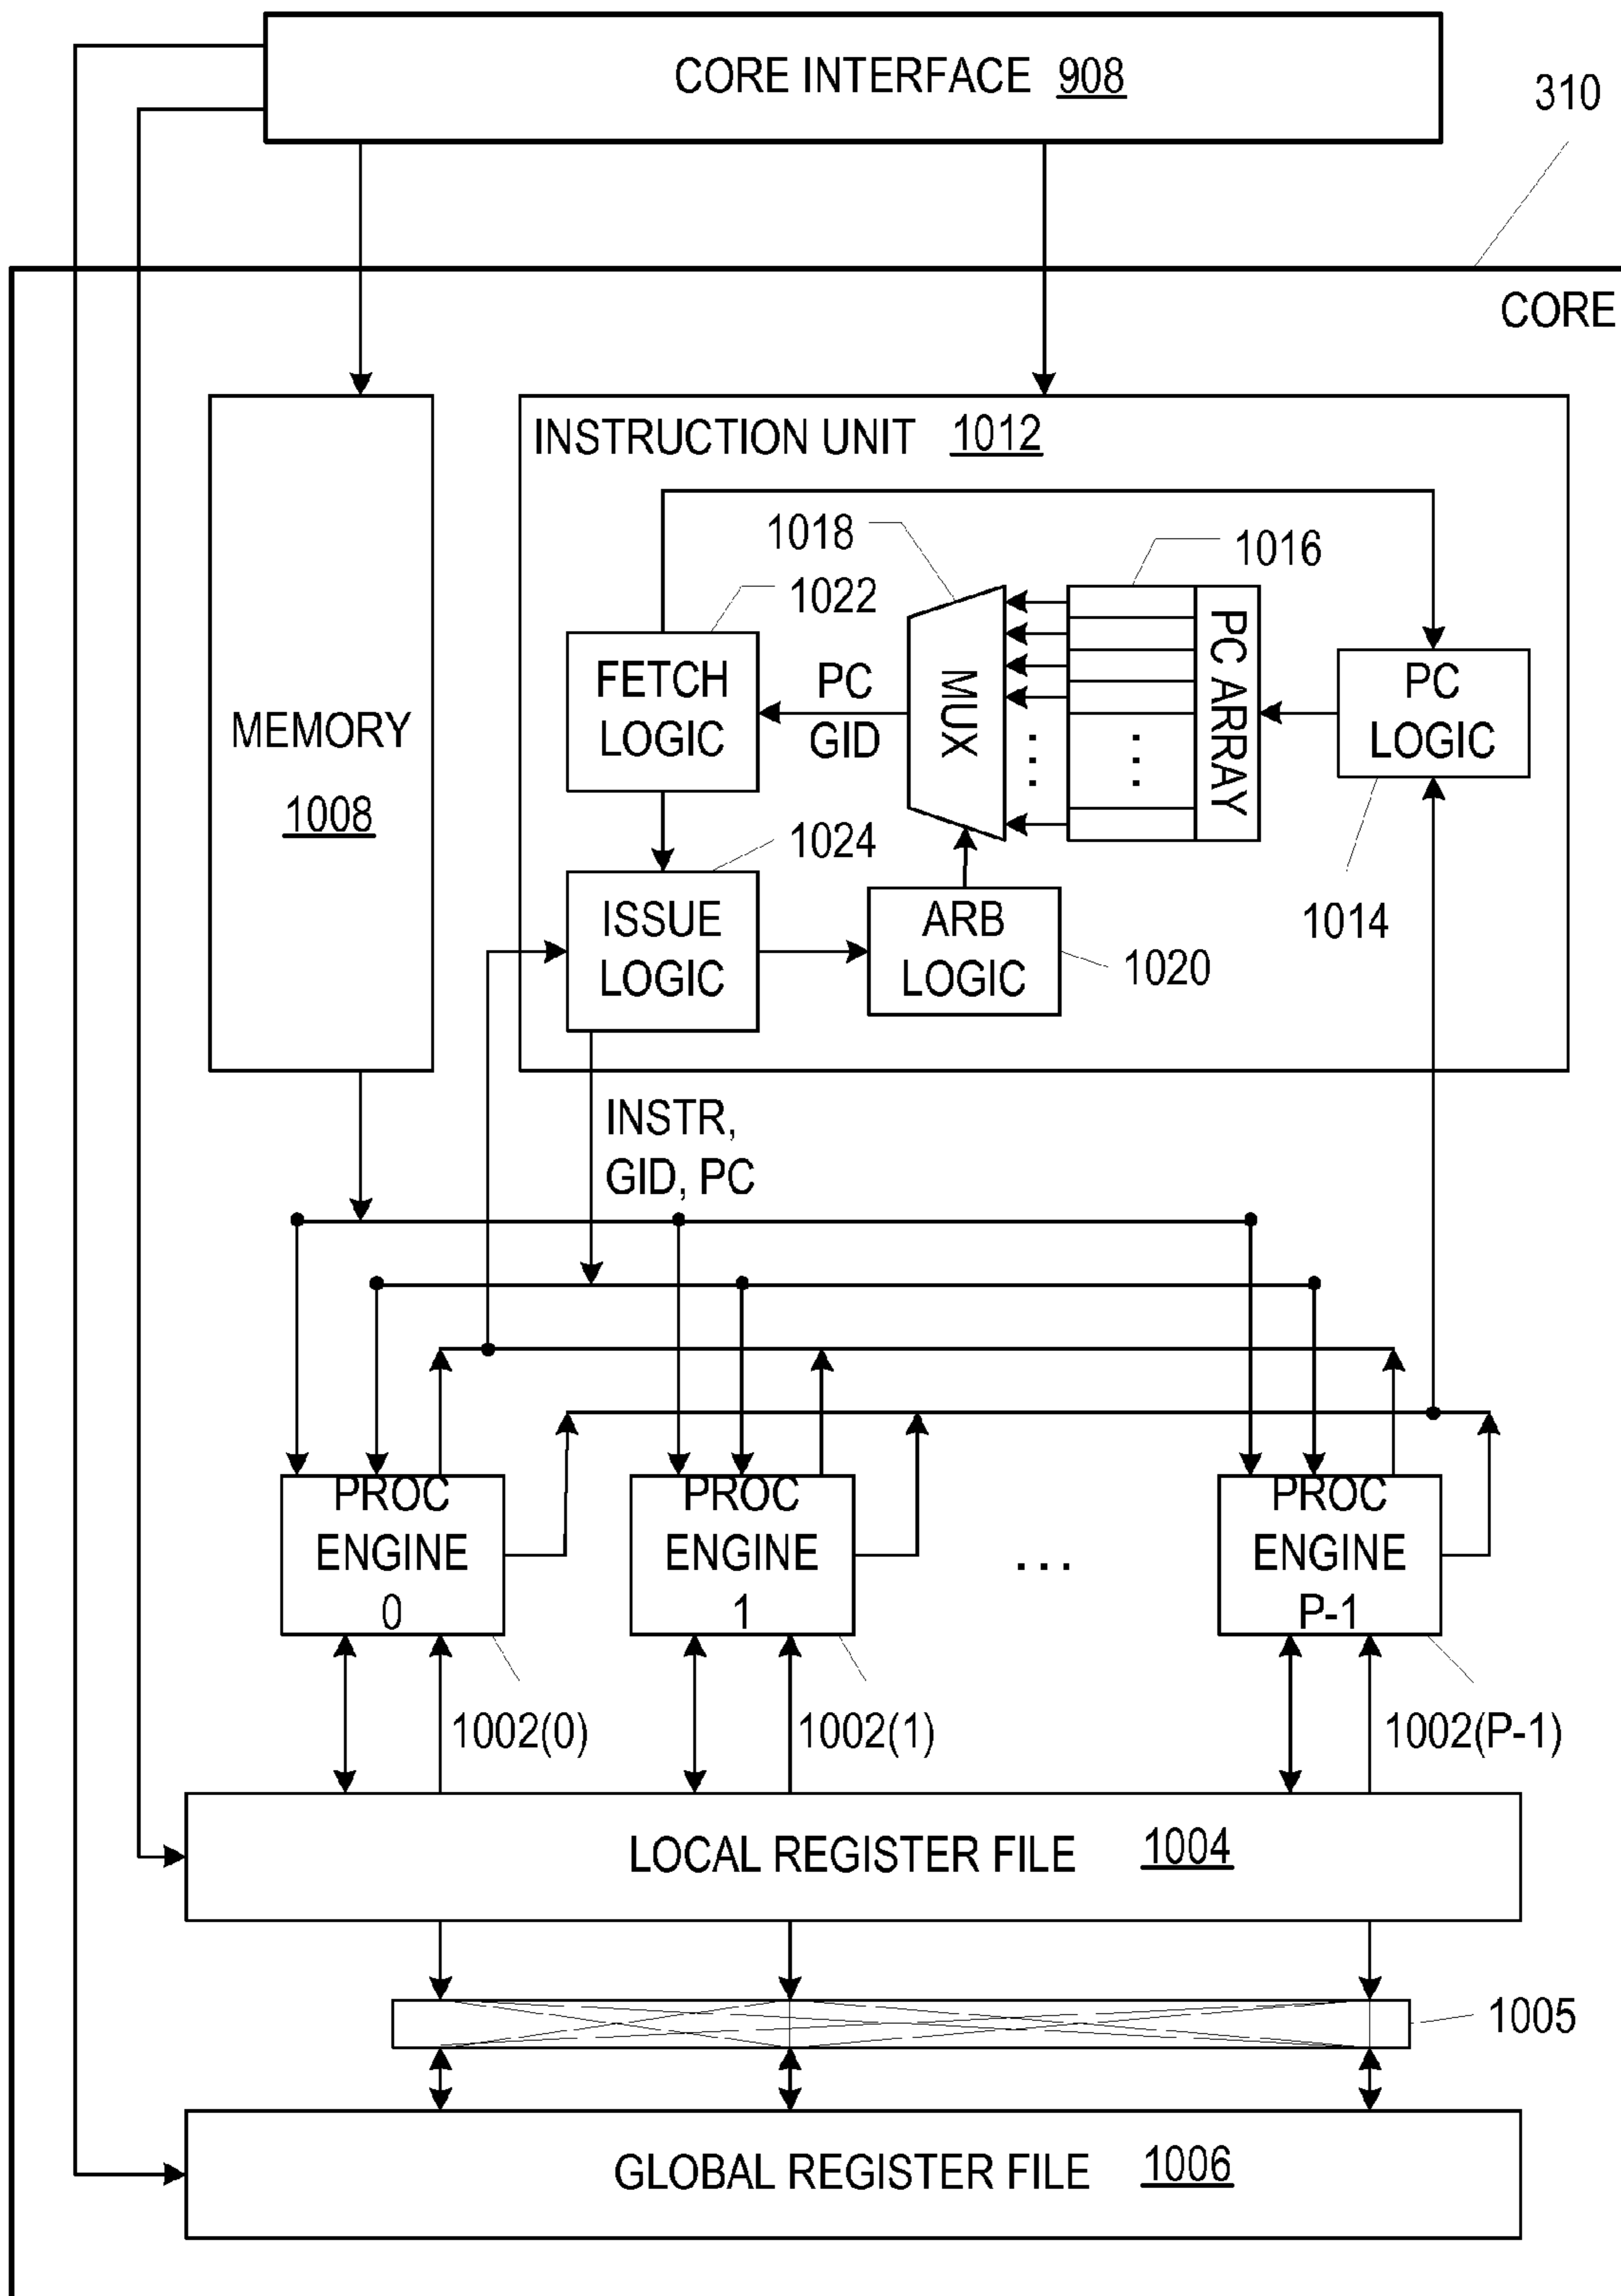 CORE INTERFACE 908
310
CORE
INSTRUCTION UNIT 1012
1018
1016
1022
FETCH
LOGIC
PC
GID
MUX
PC ARRAY
PC
LOGIC
MEMORY
1008
1024
1014
ISSUE
LOGIC
ARB
LOGIC
1020
INSTR,
GID, PC
PROC
ENGINE
0
PROC
ENGINE
1
...
PROC
ENGINE
P-1
1002(0)
1002(1)
1002(P-1)
LOCAL REGISTER FILE 1004
1005
GLOBAL REGISTER FILE 1006